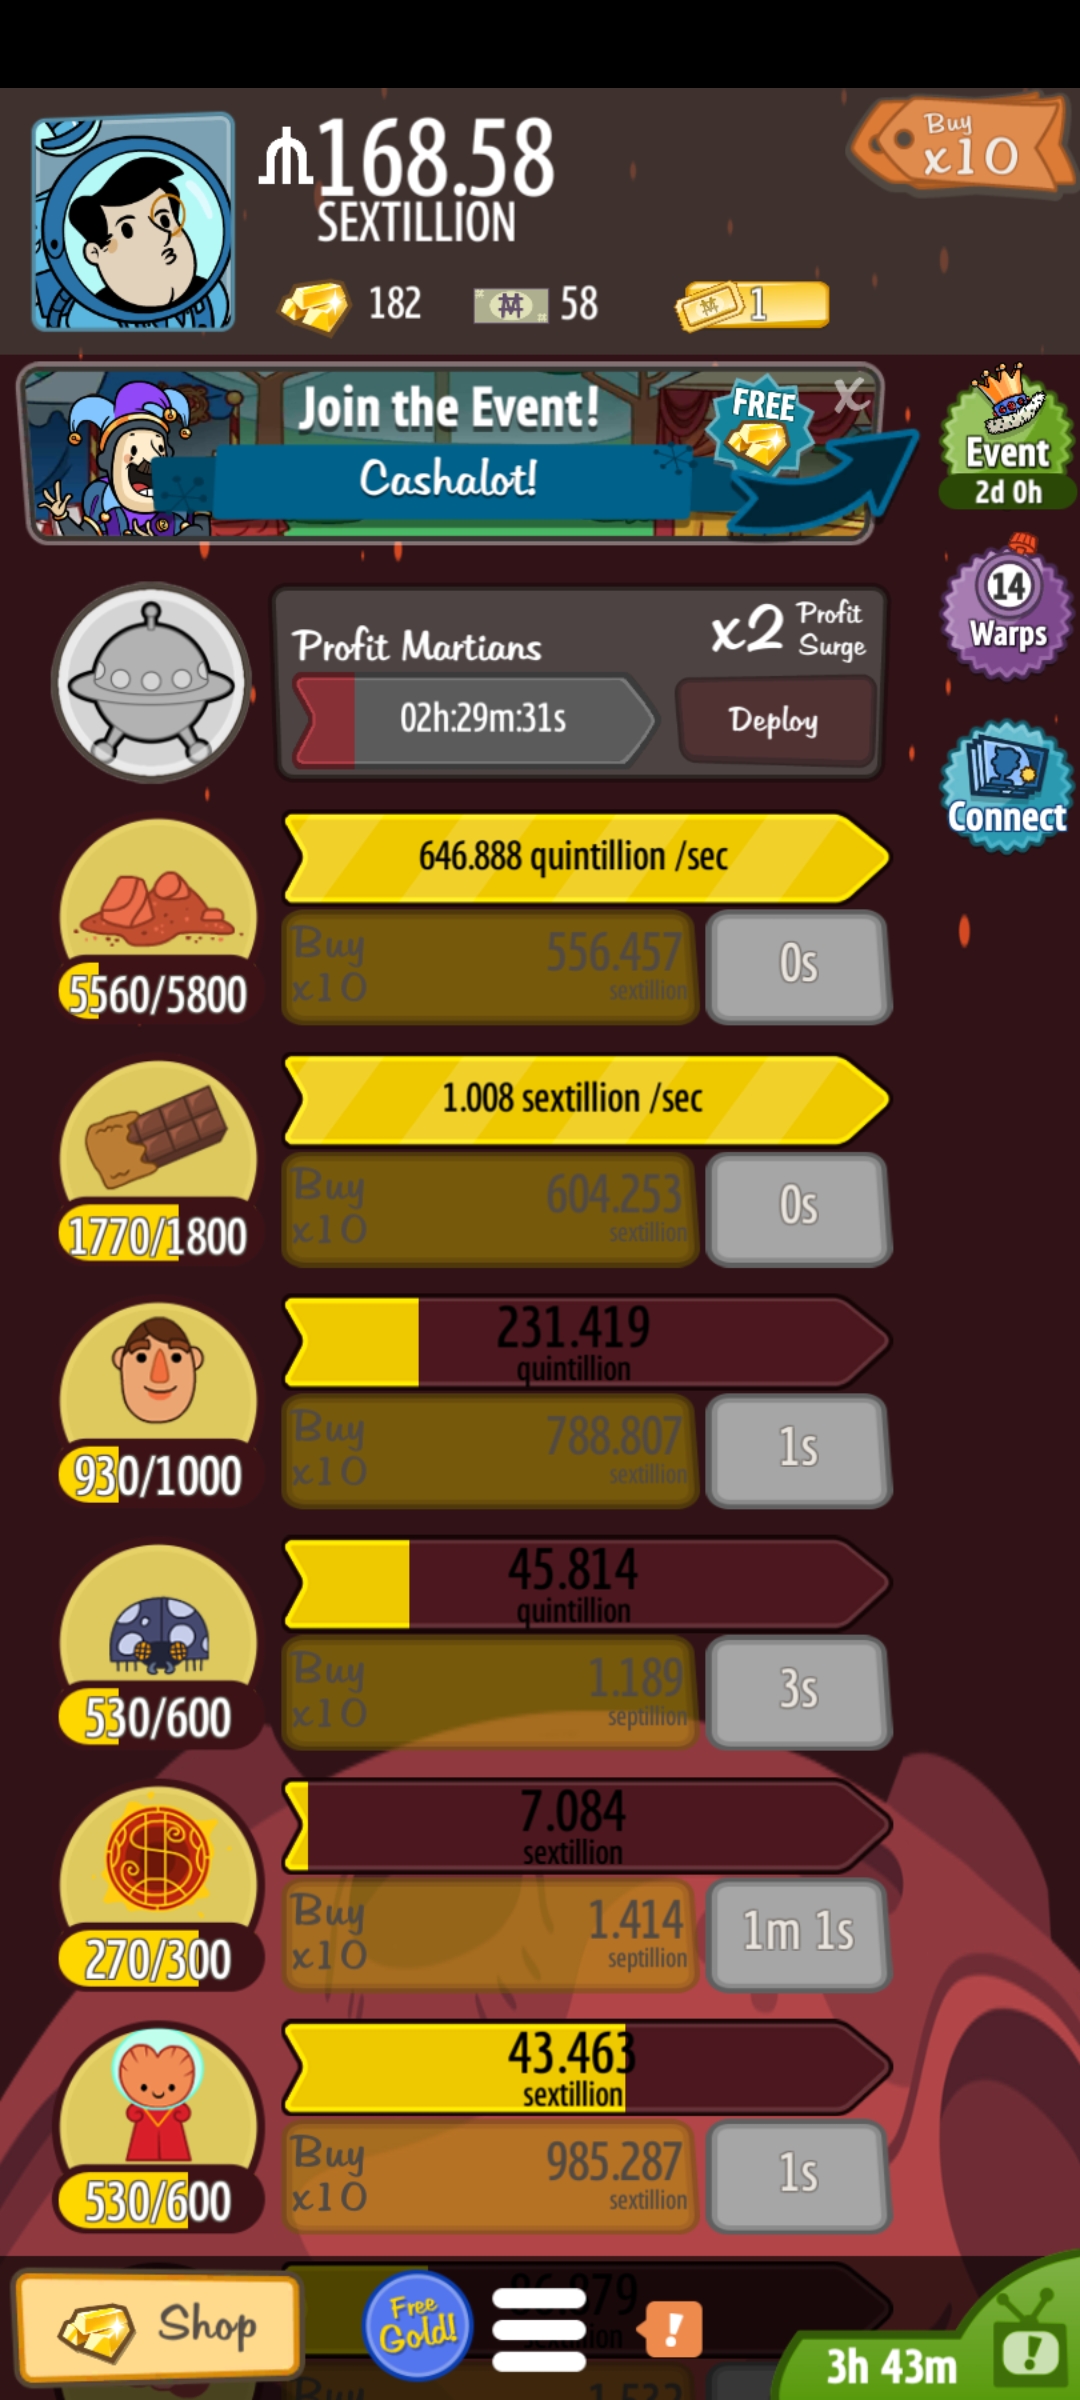 168.58
SEXTILLION
Buy
x10
182
58
1
Join the Event!
Cashalot!
FREE
x
Event
2d 0h
14
Warps
Connect
Profit Martians
x2 Profit
Surge
02h:29m:31s
Deploy
646.888 quintillion /sec
Buy
x10
556.457
sextillion
0s
5560/5800
1.008 sextillion /sec
Buy
x10
604.253
sextillion
0s
1770/1800
231.419
quintillion
Buy
x10
788.807
sextillion
1s
930/1000
45.814
quintillion
Buy
x10
1.189
septillion
3s
530/600
7.084
sextillion
Buy
x10
1.414
septillion
1m 1s
270/300
43.463
sextillion
Buy
x10
985.287
sextillion
1s
530/600
Shop
Free
Gold!
!
3h 43m
!
Buy